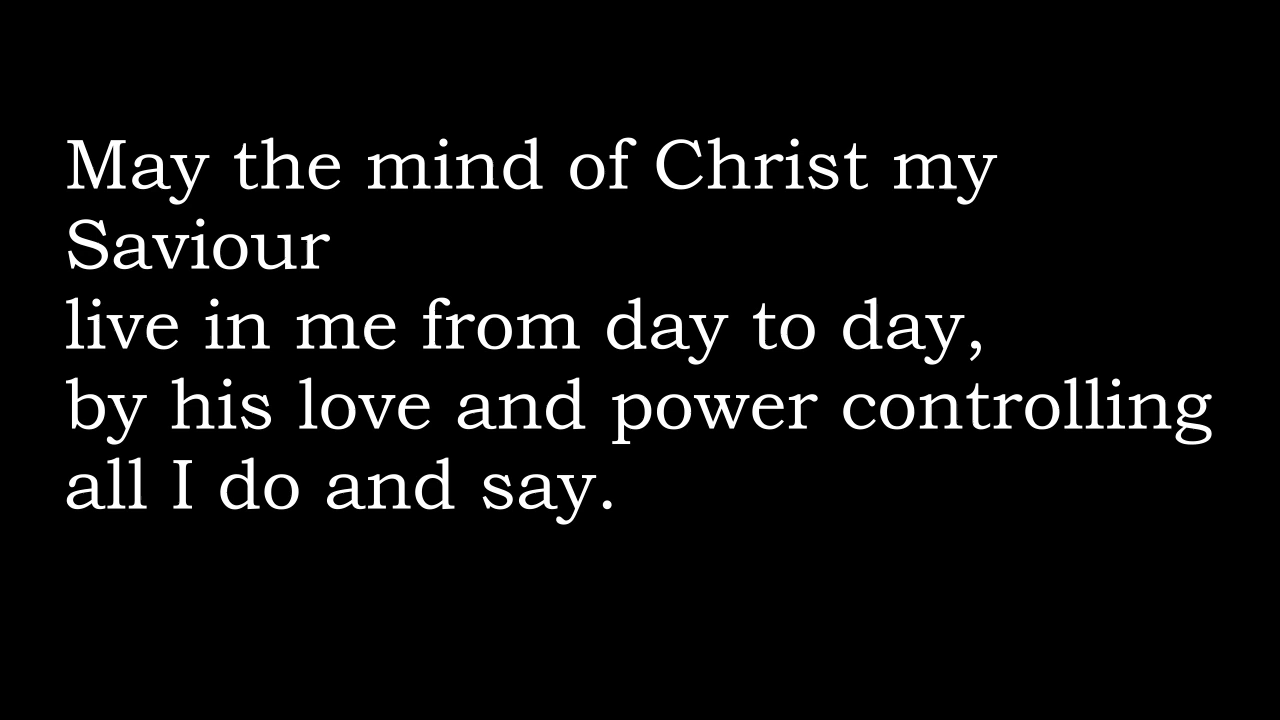 May the mind of Christ my
Saviour
live in me from day to day,
by his love and power controlling
all I do and say.